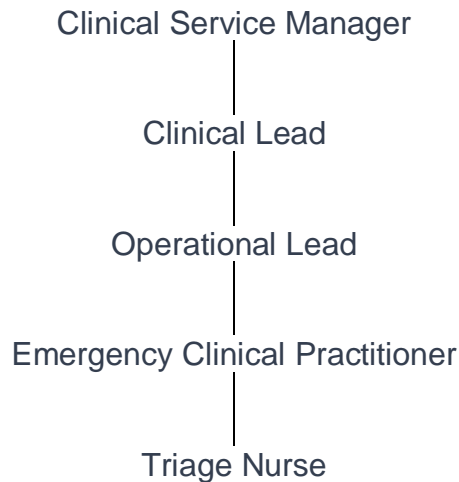 Clinical Service Manager
Clinical Lead
Operational Lead
Emergency Clinical Practitioner
Triage Nurse